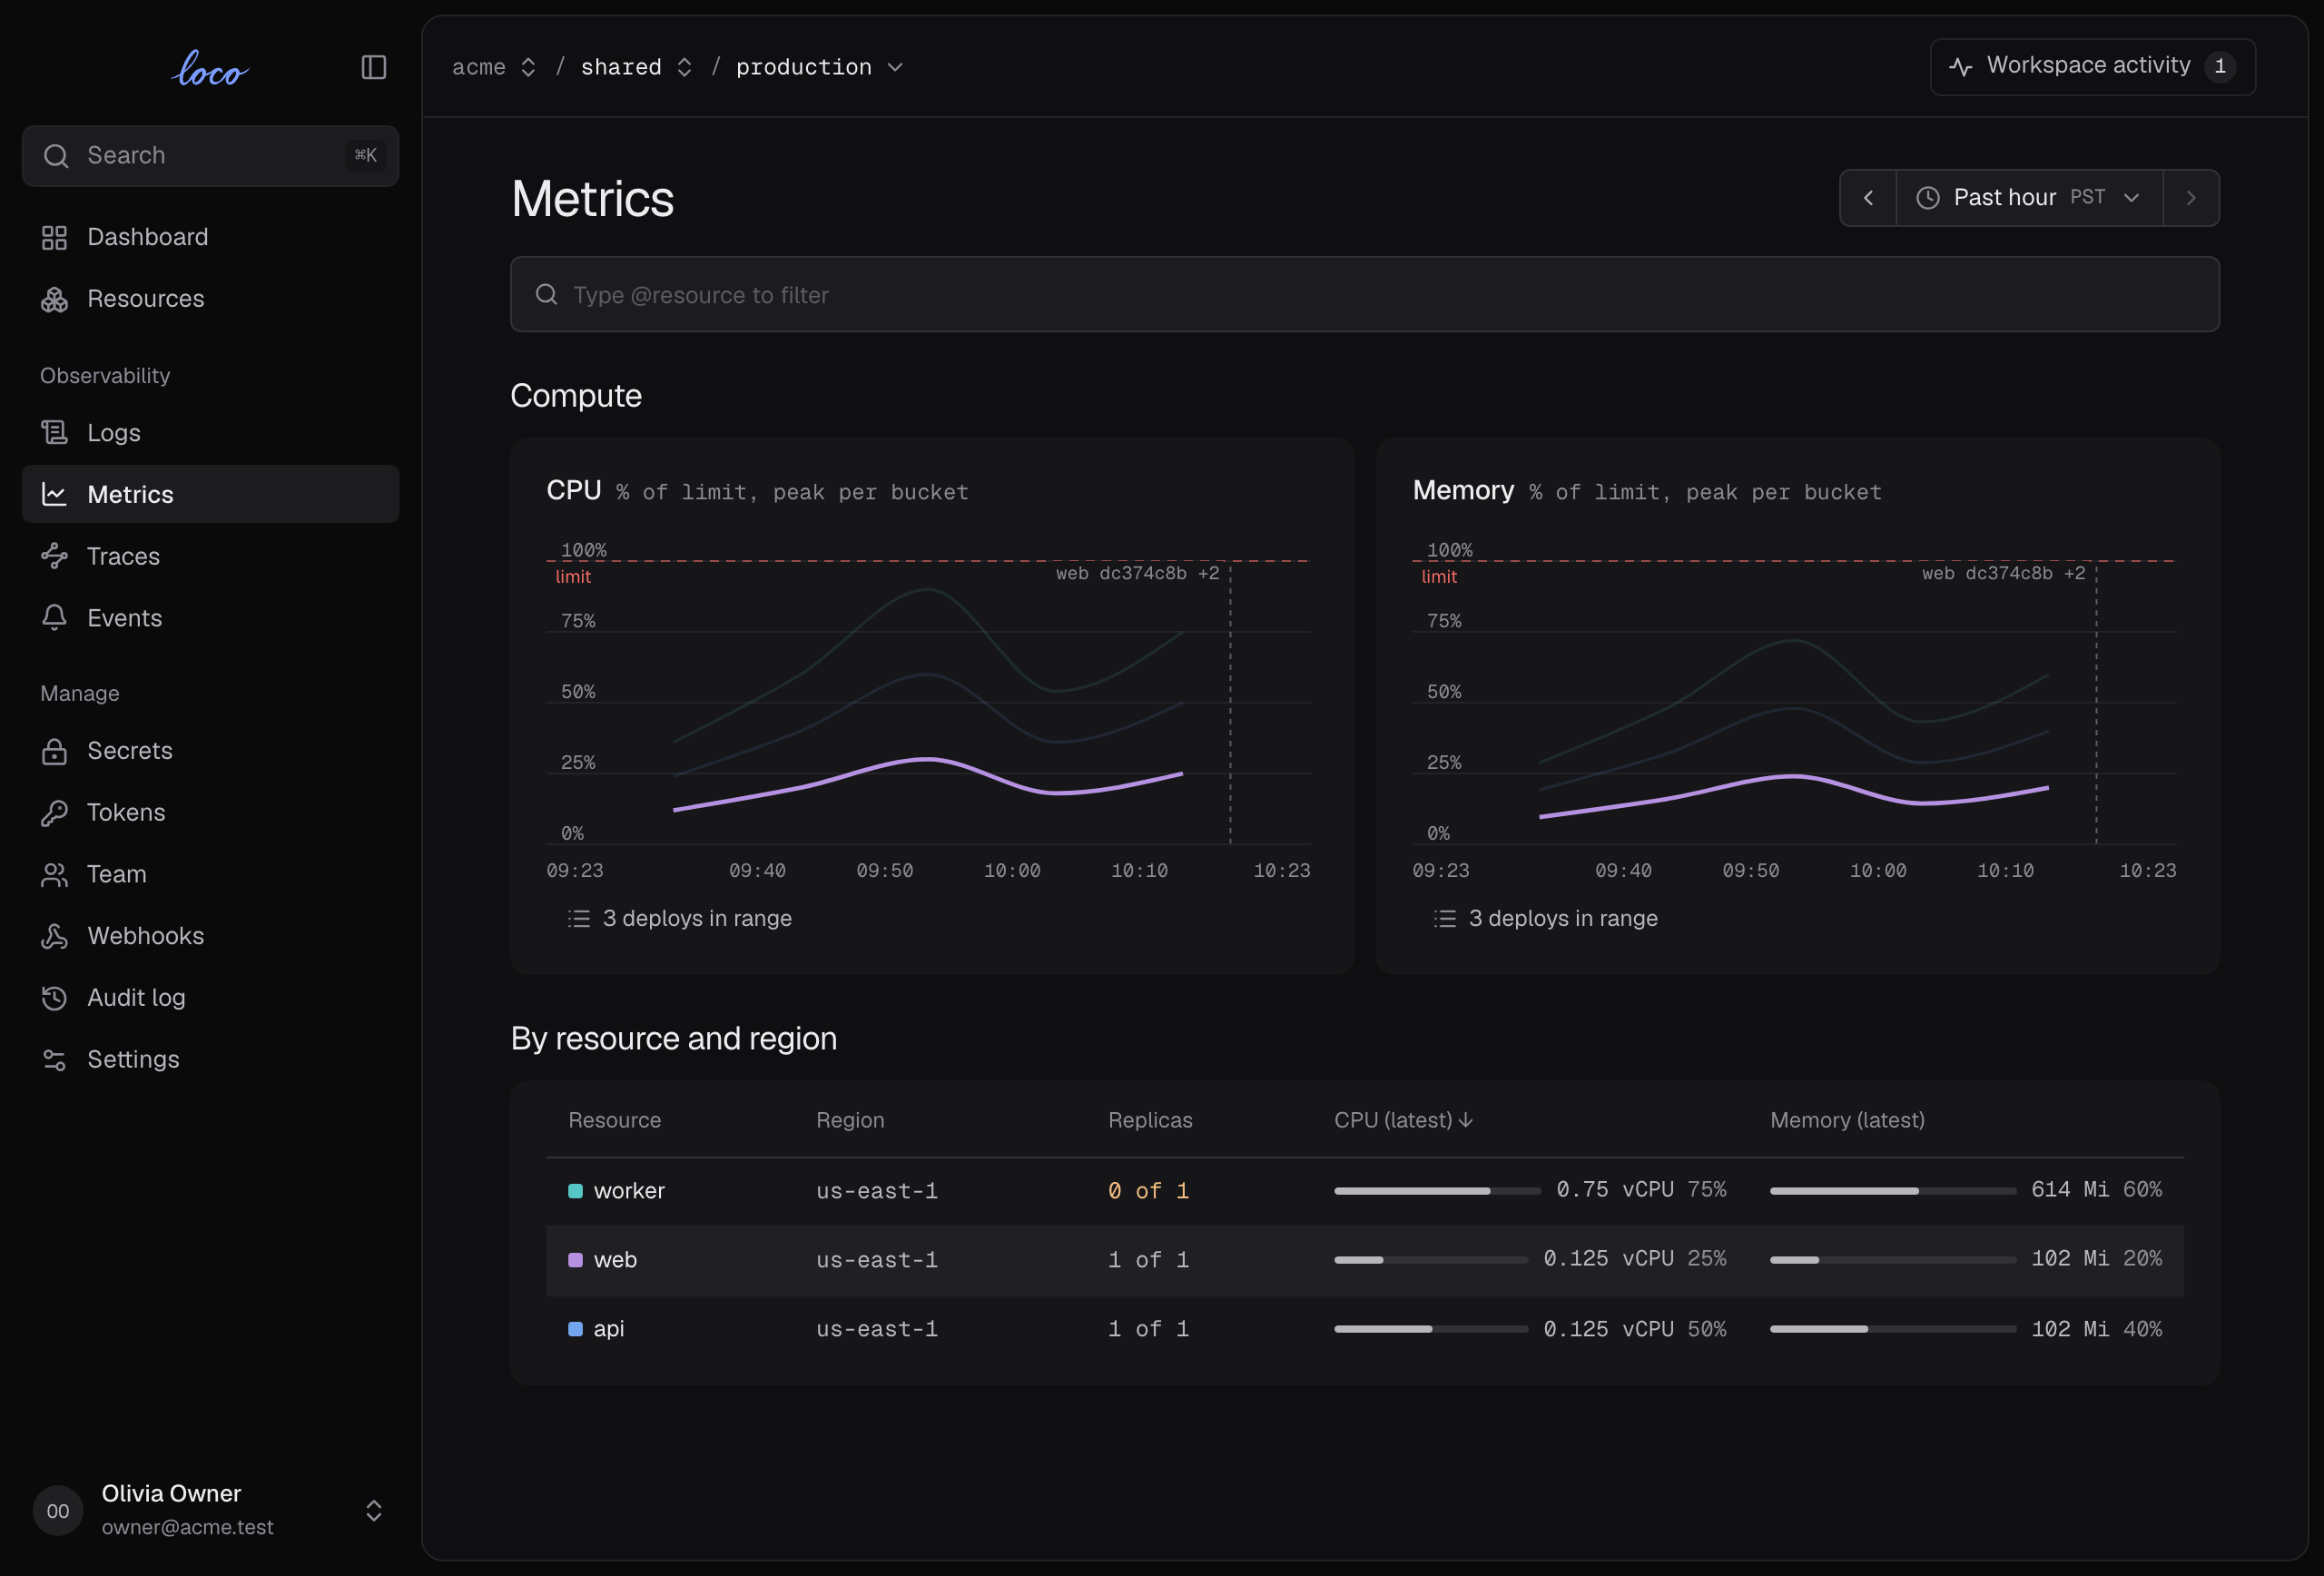 loco
Search ⌘K
Dashboard
Resources
Observability
Logs
Metrics
Traces
Events
Manage
Secrets
Tokens
Team
Webhooks
Audit log
Settings
OO
Olivia Owner
owner@acme.test
acme / shared / production
Workspace activity 1
Metrics
Past hour PST
Type @resource to filter
Compute
CPU % of limit, peak per bucket
100%
limit
web dc374c8b +2
75%
50%
25%
0%
09:23 09:40 09:50 10:00 10:10 10:23
3 deploys in range
Memory % of limit, peak per bucket
100%
limit
web dc374c8b +2
75%
50%
25%
0%
09:23 09:40 09:50 10:00 10:10 10:23
3 deploys in range
By resource and region
Resource Region Replicas CPU (latest) Memory (latest)
worker us-east-1 0 of 1 0.75 vCPU 75% 614 Mi 60%
web us-east-1 1 of 1 0.125 vCPU 25% 102 Mi 20%
api us-east-1 1 of 1 0.125 vCPU 50% 102 Mi 40%